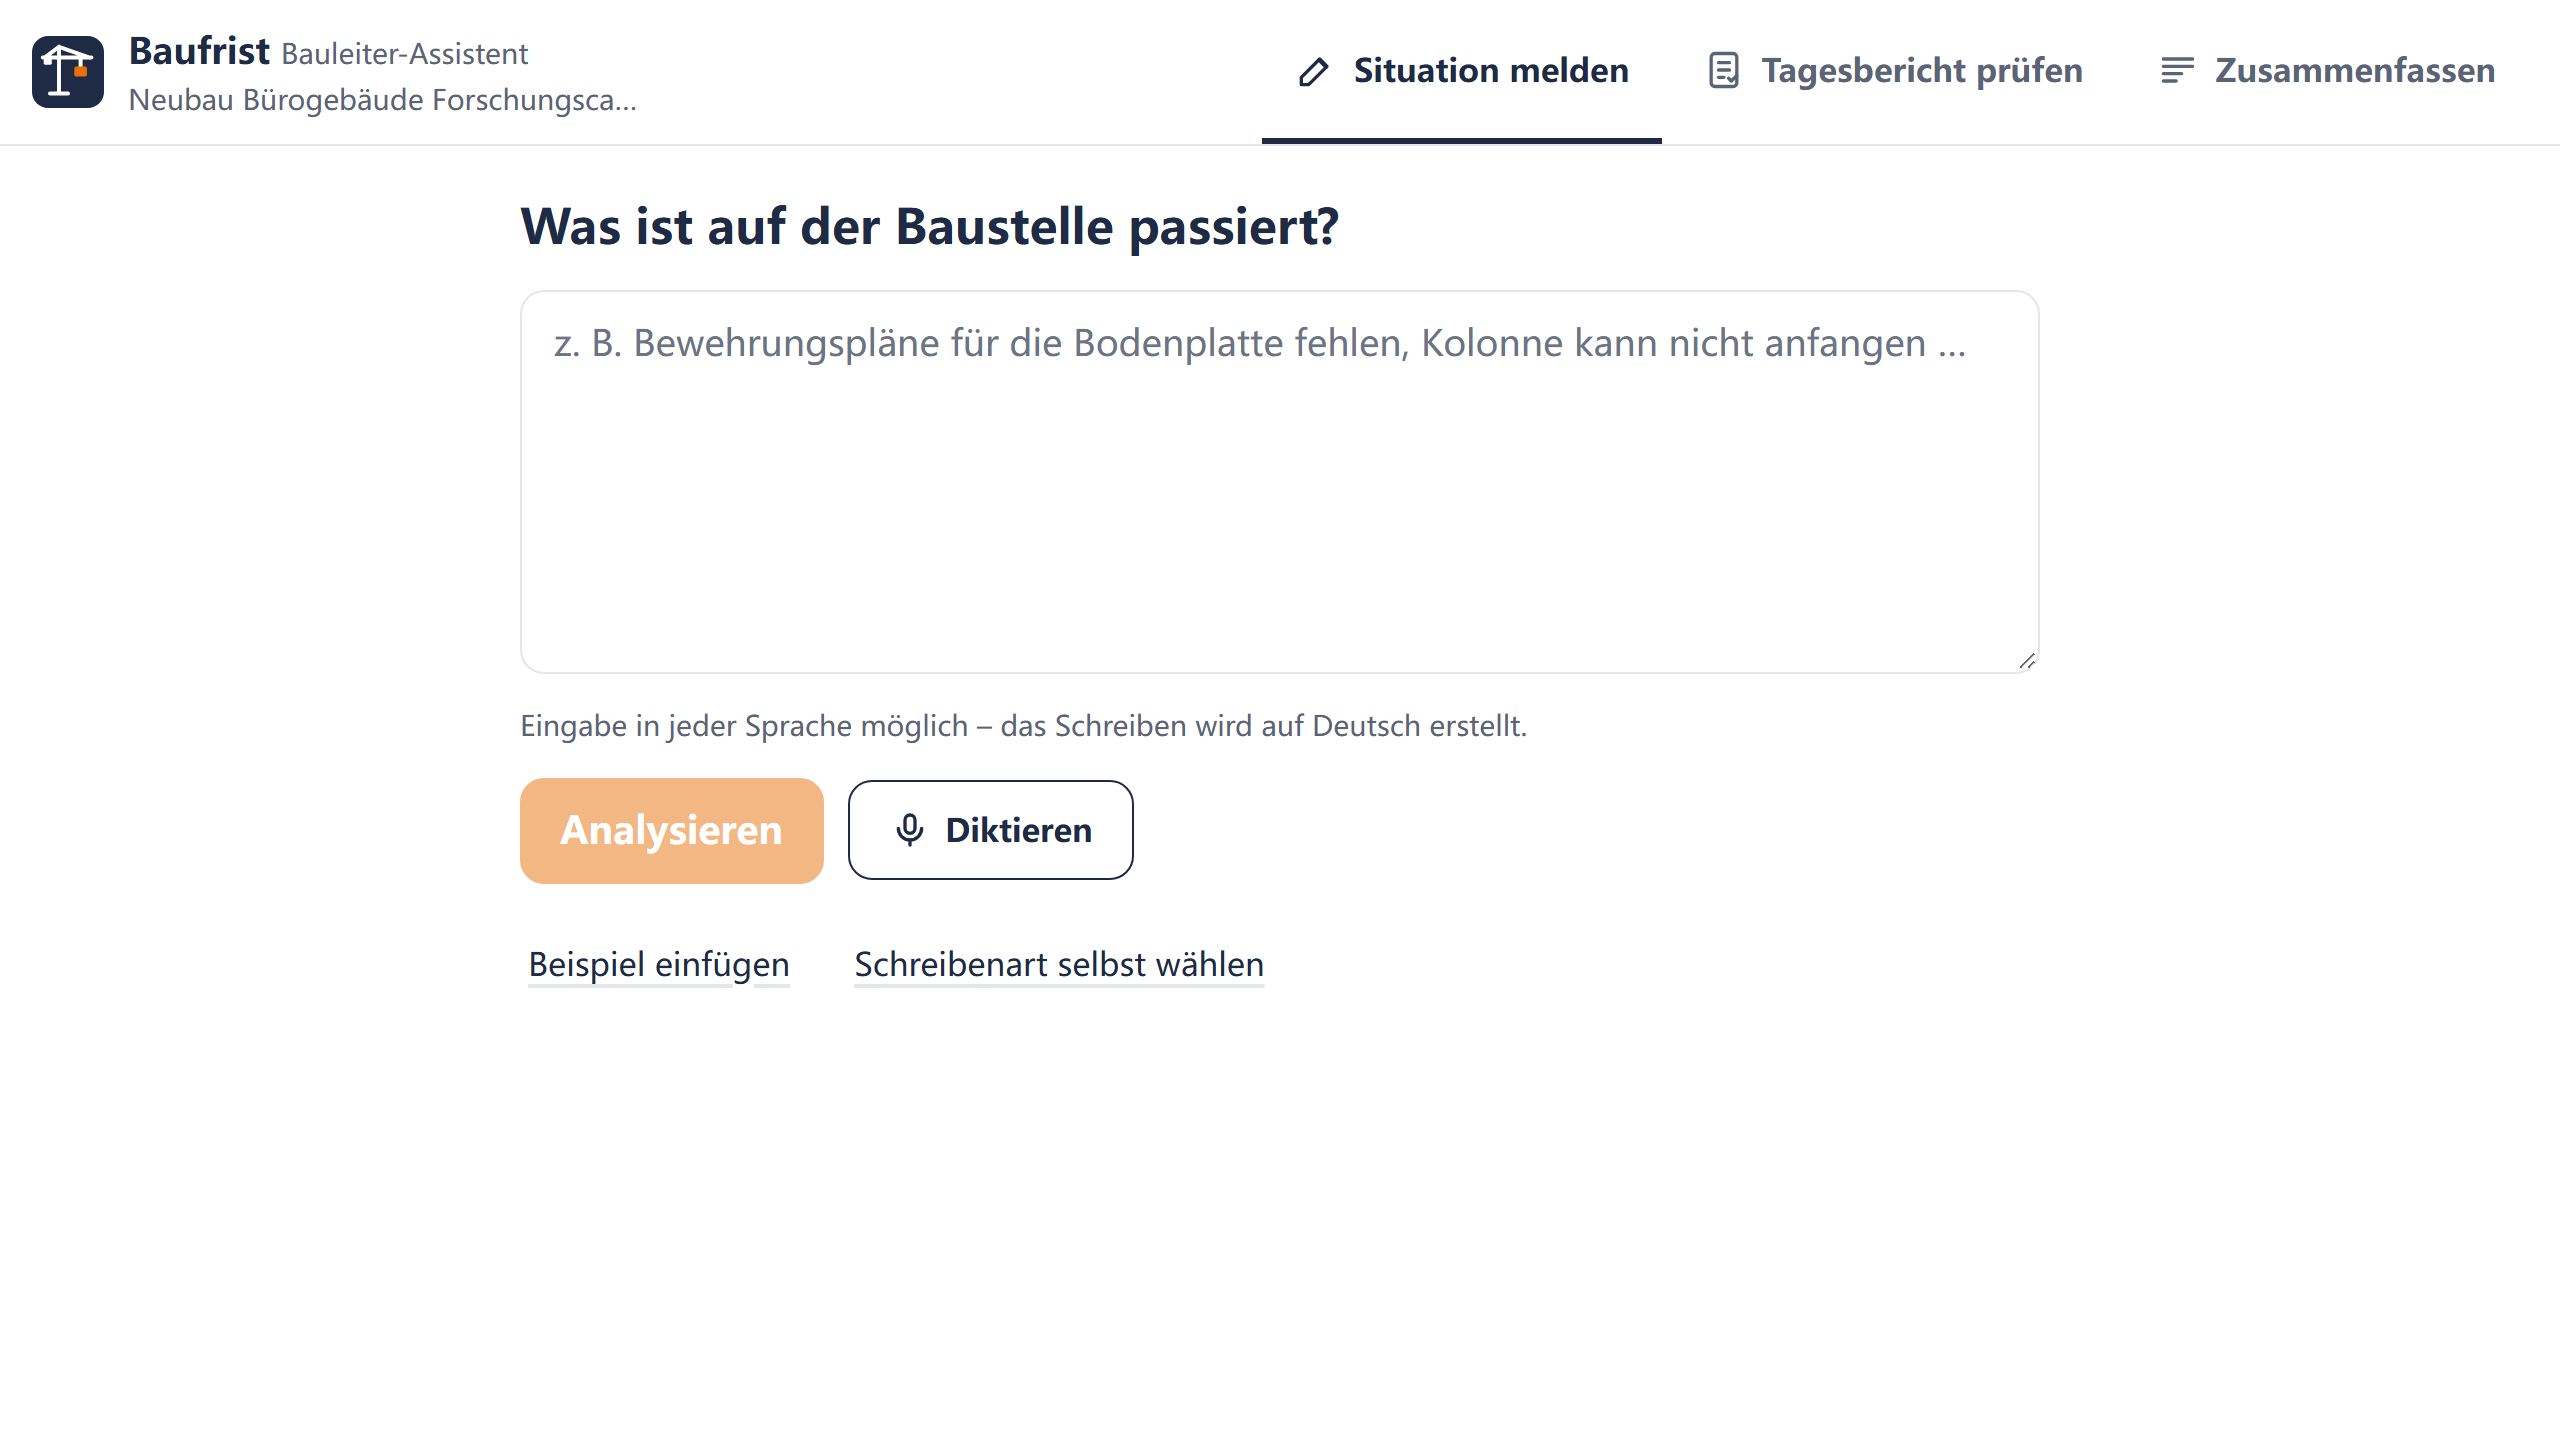 Baufrist Bauleiter-Assistent
Neubau Bürogebäude Forschungsca...
Situation melden
Tagesbericht prüfen
Zusammenfassen
Was ist auf der Baustelle passiert?
z. B. Bewehrungspläne für die Bodenplatte fehlen, Kolonne kann nicht anfangen ...
Eingabe in jeder Sprache möglich – das Schreiben wird auf Deutsch erstellt.
Analysieren
Diktieren
Beispiel einfügen
Schreibenart selbst wählen